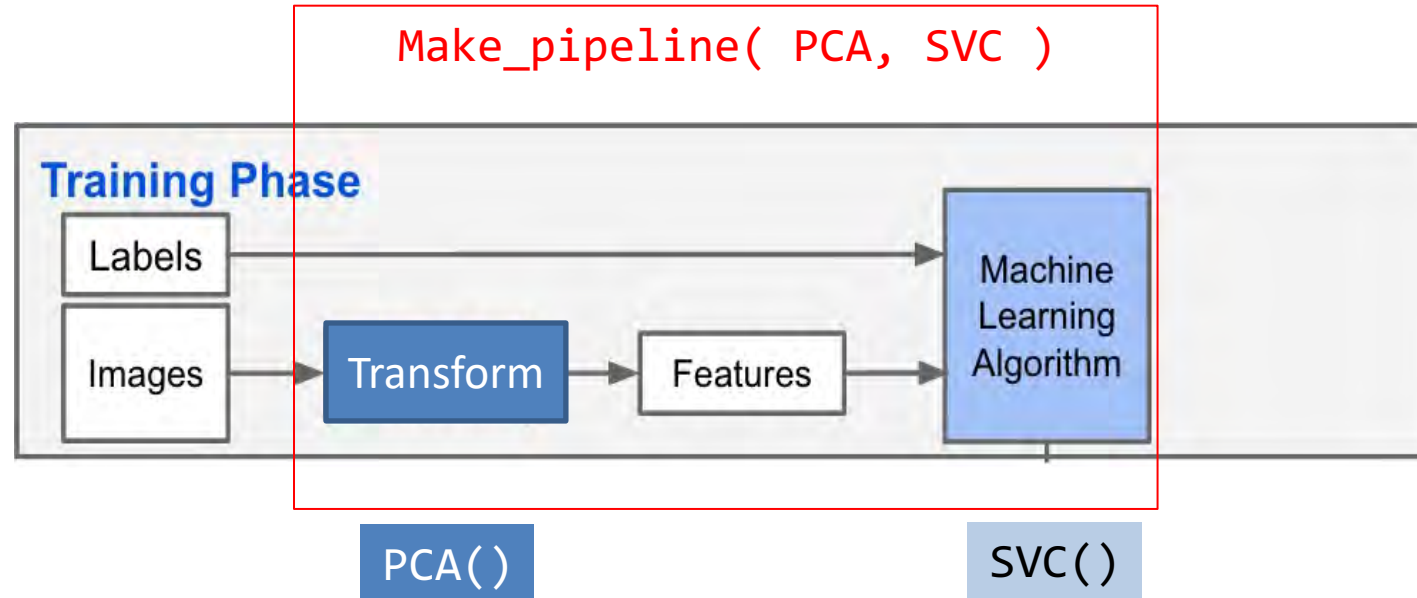 Make_pipeline( PCA, SVC )
Training Phase
Labels
Images
Transform
Features
Machine
Learning
Algorithm
PCA()
SVC()